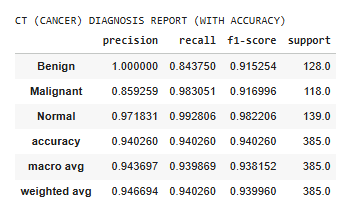 CT (CANCER) DIAGNOSIS REPORT (WITH ACCURACY)
precision recall f1-score support
Benign 1.000000 0.843750 0.915254 128.0
Malignant 0.859259 0.983051 0.916996 118.0
Normal 0.971831 0.992806 0.982206 139.0
accuracy 0.940260 0.940260 0.940260 385.0
macro avg 0.943697 0.939869 0.938152 385.0
weighted avg 0.946694 0.940260 0.939960 385.0